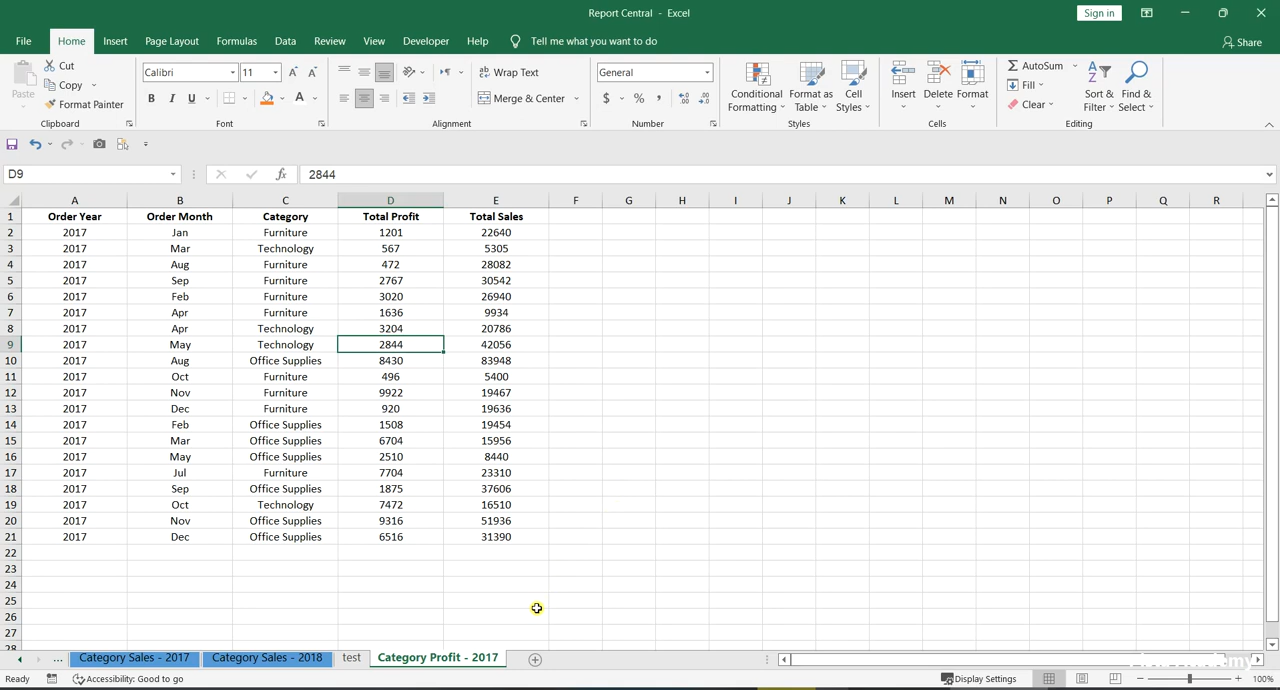 Report Central - Excel
Sign in
File Home Insert Page Layout Formulas Data Review View Developer Help Tell me what you want to do Share
Paste Cut Copy Format Painter Clipboard
Calibri 11 B I U A Font
Wrap Text Merge & Center Alignment
General $ % , Number
Conditional Formatting Format as Table Cell Styles Styles
Insert Delete Format Cells
AutoSum Fill Clear Sort & Filter Find & Select Editing
D9 fx 2844
A B C D E F G H I J K L M N O P Q R
1 Order Year Order Month Category Total Profit Total Sales
2 2017 Jan Furniture 1201 22640
3 2017 Mar Technology 567 5305
4 2017 Aug Furniture 472 28082
5 2017 Sep Furniture 2767 30542
6 2017 Feb Furniture 3020 26940
7 2017 Apr Furniture 1636 9934
8 2017 Apr Technology 3204 20786
9 2017 May Technology 2844 42056
10 2017 Aug Office Supplies 8430 83948
11 2017 Oct Furniture 496 5400
12 2017 Nov Furniture 9922 19467
13 2017 Dec Furniture 920 19636
14 2017 Feb Office Supplies 1508 19454
15 2017 Mar Office Supplies 6704 15956
16 2017 May Office Supplies 2510 8440
17 2017 Jul Furniture 7704 23310
18 2017 Sep Office Supplies 1875 37606
19 2017 Oct Technology 7472 16510
20 2017 Nov Office Supplies 9316 51936
21 2017 Dec Office Supplies 6516 31390
22
23
24
25
26
27
28
... Category Sales - 2017 Category Sales - 2018 test Category Profit - 2017
Ready Accessibility: Good to go Display Settings 100%